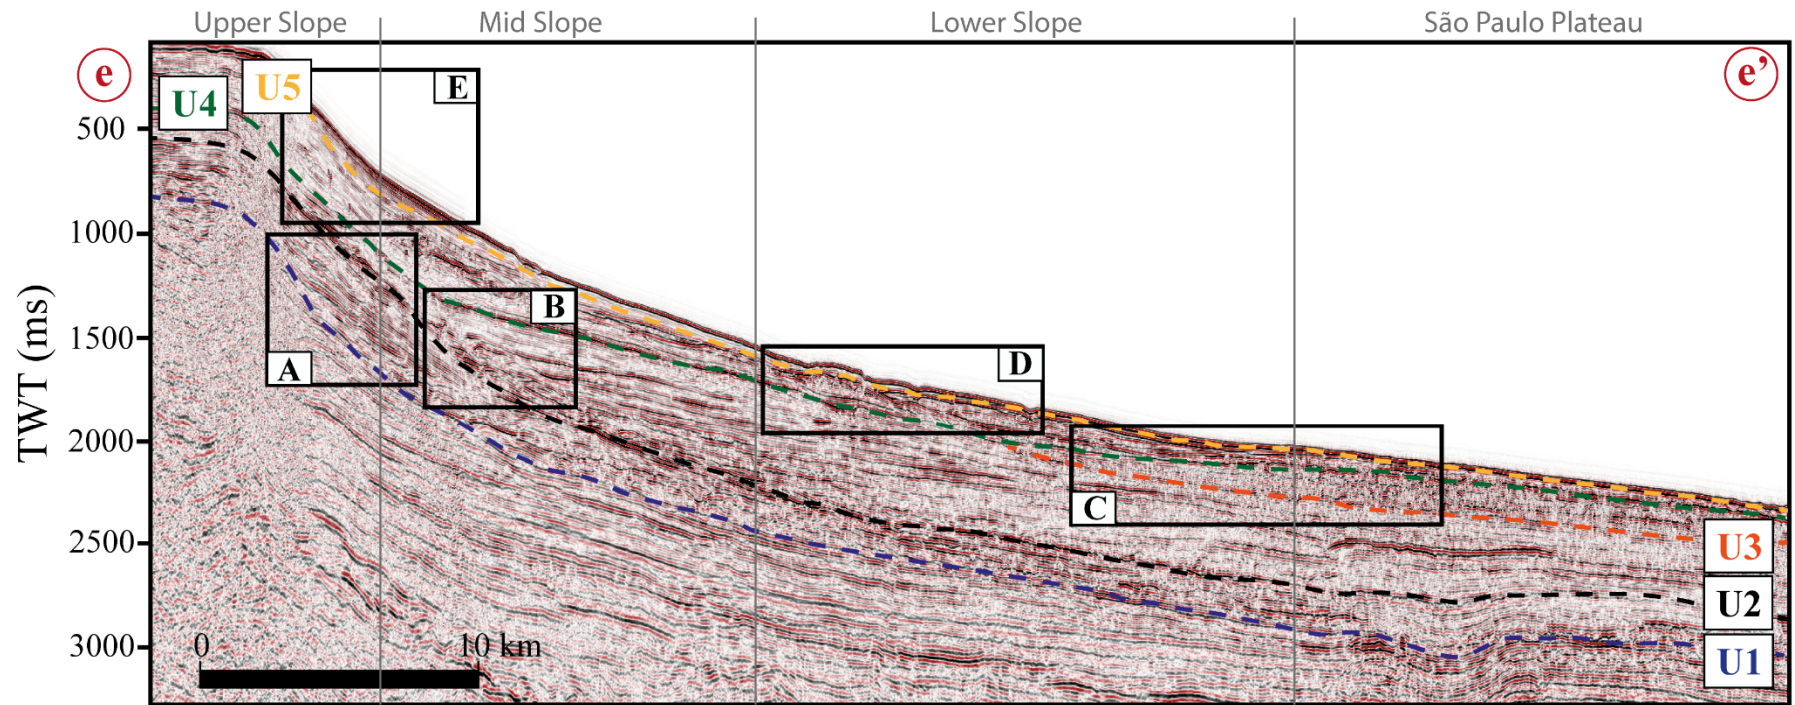 Upper Slope Mid Slope Lower Slope São Paulo Plateau
e e’
U4 U5 E
500
1000
B
1500
A D
TWT (ms)
2000
C
2500
U3
U2
3000
0 10 km
U1